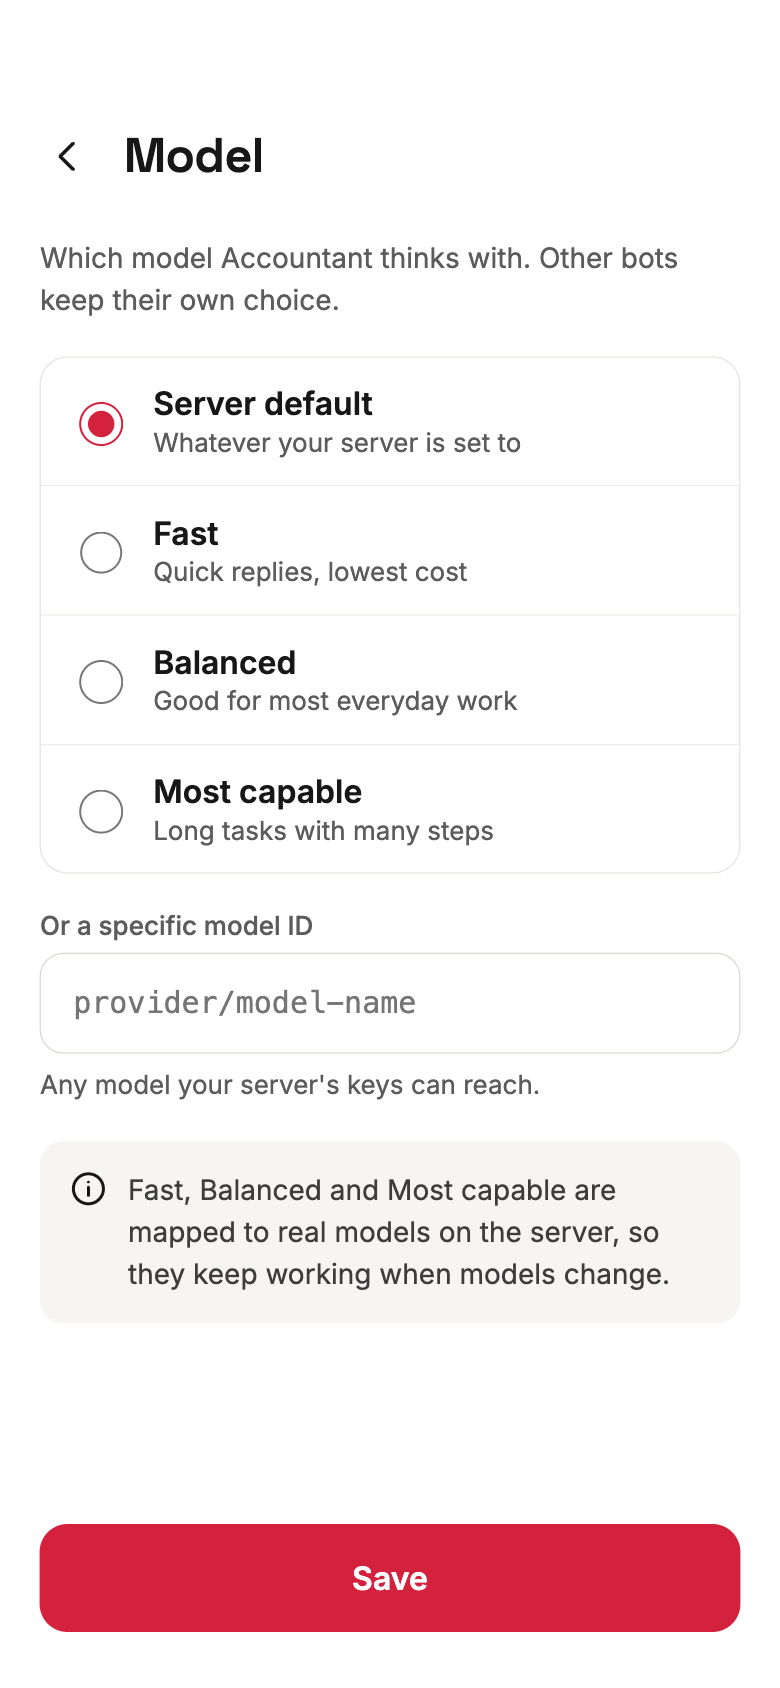 Model
Which model Accountant thinks with. Other bots
keep their own choice.
Server default
Whatever your server is set to
Fast
Quick replies, lowest cost
Balanced
Good for most everyday work
Most capable
Long tasks with many steps
Or a specific model ID
provider/model-name
Any model your server's keys can reach.
Fast, Balanced and Most capable are
mapped to real models on the server, so
they keep working when models change.
Save